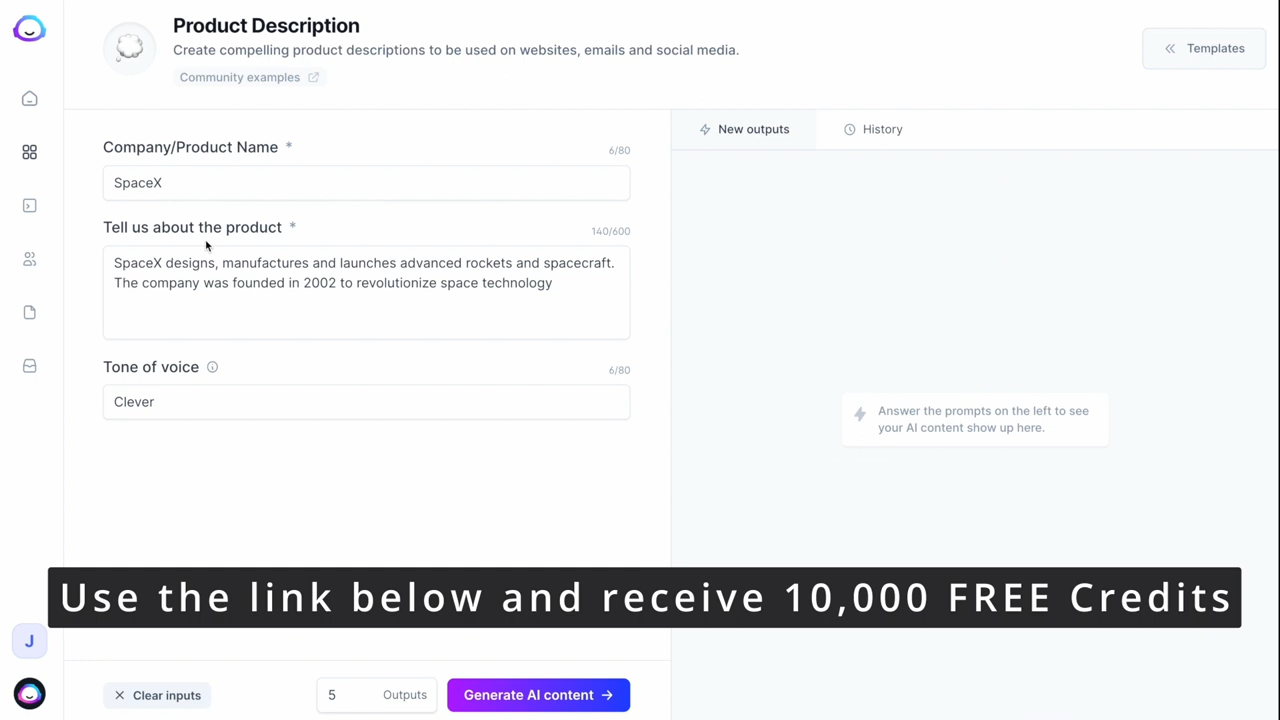 Product Description
Create compelling product descriptions to be used on websites, emails and social media.
Community examples
Templates
Company/Product Name *
6/80
SpaceX
Tell us about the product *
140/600
SpaceX designs, manufactures and launches advanced rockets and spacecraft.
The company was founded in 2002 to revolutionize space technology
Tone of voice
6/80
Clever
New outputs
History
Answer the prompts on the left to see
your AI content show up here.
Use the link below and receive 10,000 FREE Credits
J
Clear inputs
5 Outputs
Generate AI content